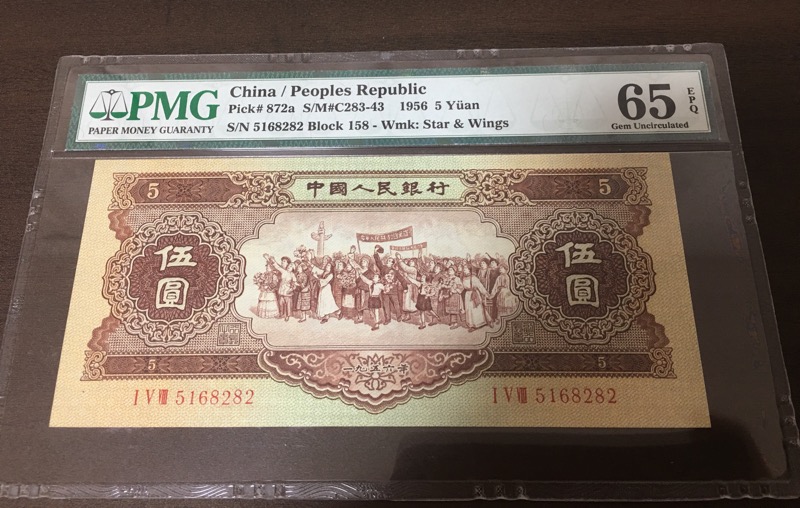 PMG
PAPER MONEY GUARANTY
China / Peoples Republic
Pick# 872a S/M#C283-43 1956 5 Yüan
S/N 5168282 Block 158 - Wmk: Star & Wings
65 EPQ
Gem Uncirculated
5 中國人民銀行 5
伍圓 伍圓
5 一九五六年 5
I V VIII 5168282 I V VIII 5168282